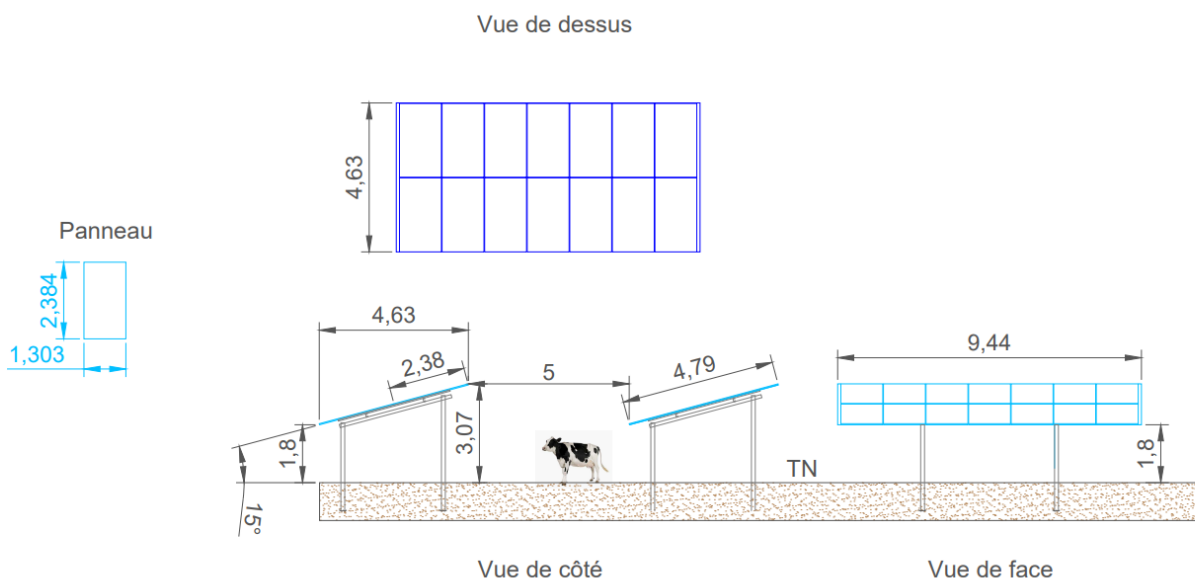 Vue de dessus
4,63
Panneau
2,384
1,303
4,63
2,38
5
4,79
9,44
1,8
3,07
1,8
15°
TN
Vue de côté
Vue de face